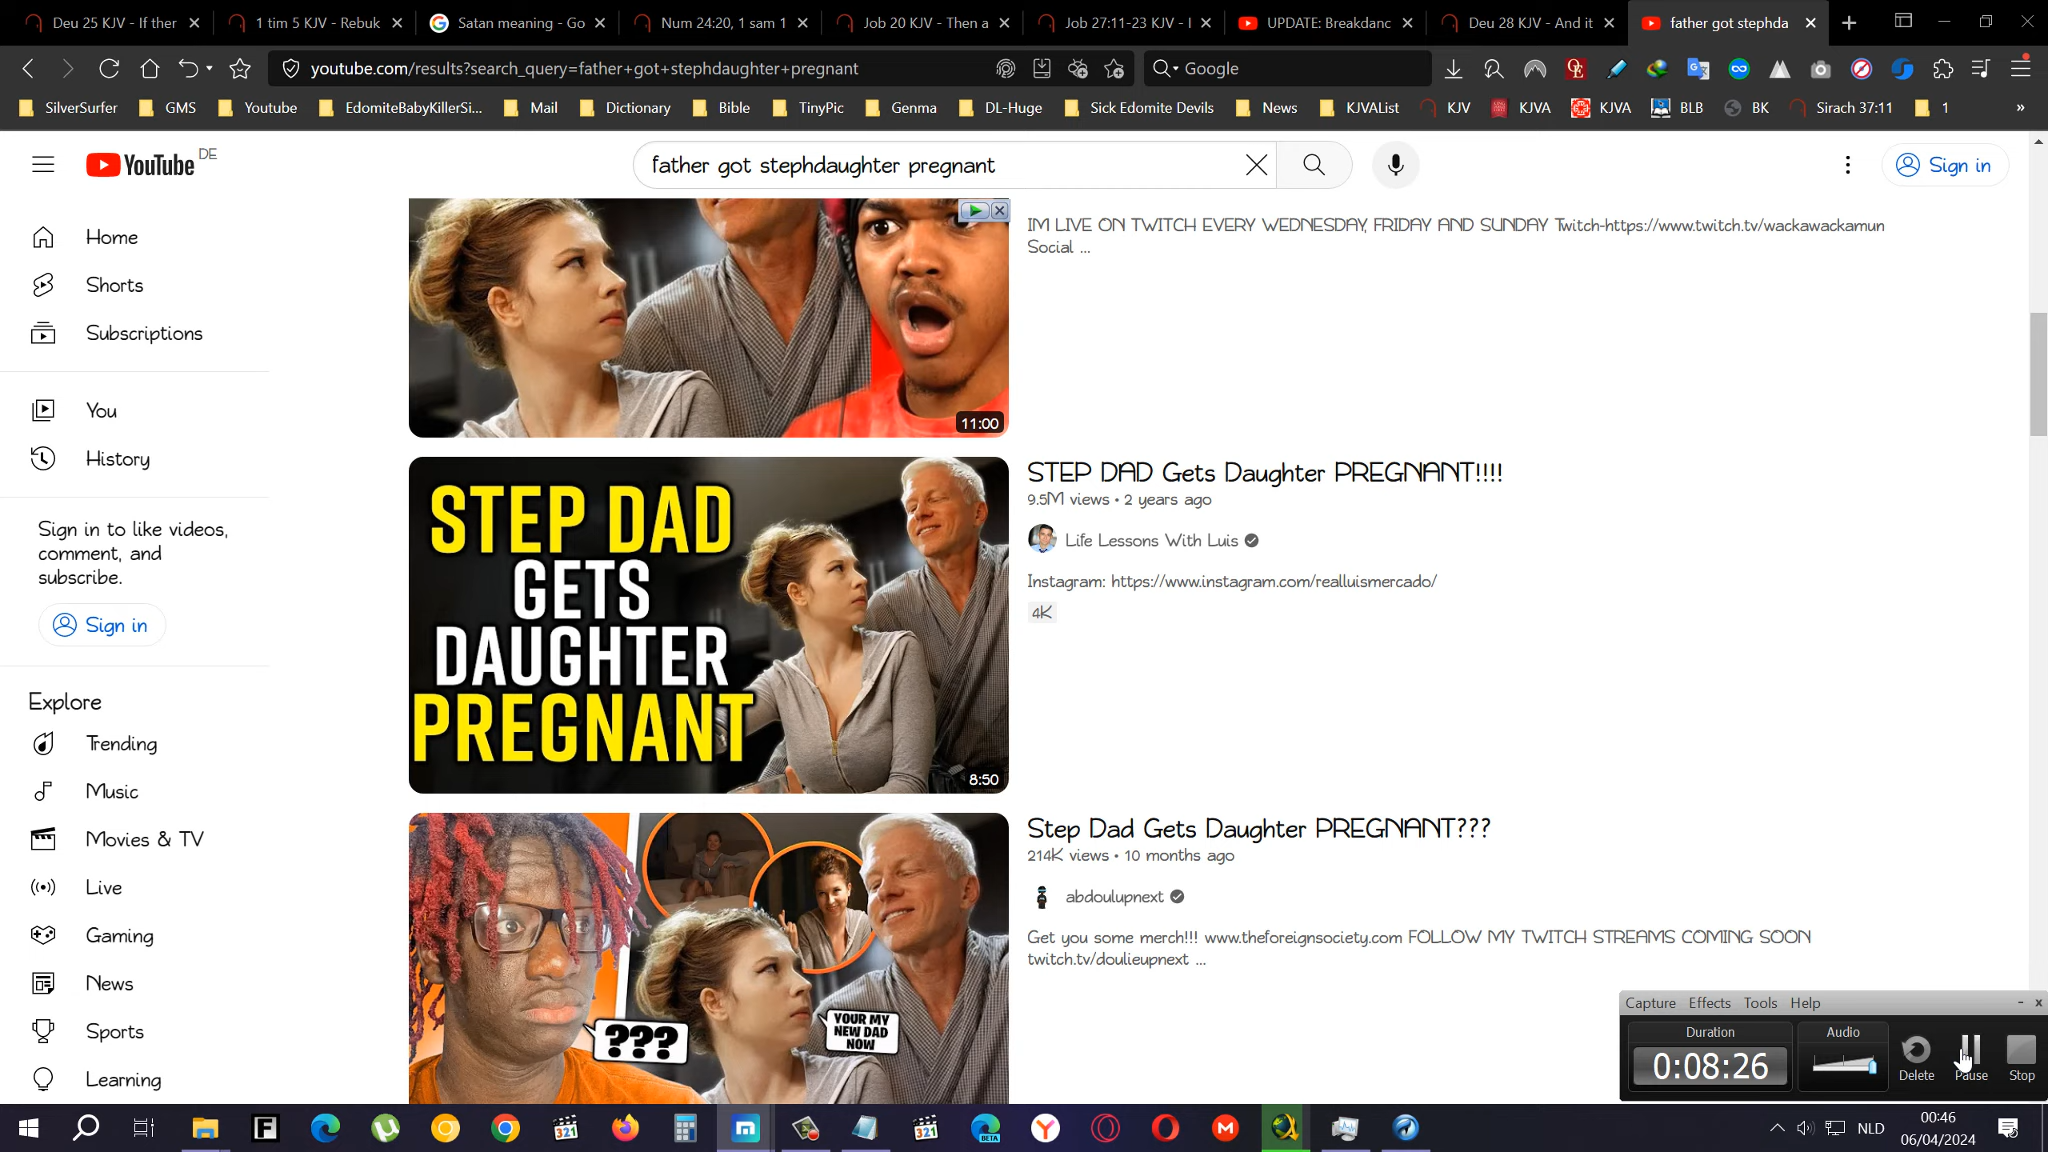 Deu 25 KJV - If ther
1 tim 5 KJV - Rebuk
Satan meaning - Go
Num 24:20, 1 sam 1
Job 20 KJV - Then a
Job 27:11-23 KJV - I
UPDATE: Breakdanc
Deu 28 KJV - And it
father got stephda
youtube.com/results?search_query=father+got+stephdaughter+pregnant
Google
SilverSurfer
GMS
Youtube
EdomiteBabyKillerSi...
Mail
Dictionary
Bible
TinyPic
Genma
DL-Huge
Sick Edomite Devils
News
KJVAList
KJV
KJVA
KJVA
BLB
BK
Sirach 37:11
1
»
YouTube DE
father got stephdaughter pregnant
Sign in
Home
Shorts
Subscriptions
You
History
Sign in to like videos,
comment, and
subscribe.
Sign in
Explore
Trending
Music
Movies & TV
Live
Gaming
News
Sports
Learning
11:00
IM LIVE ON TWITCH EVERY WEDNESDAY, FRIDAY AND SUNDAY Twitch-https://www.twitch.tv/wackawackamun
Social ...
STEP DAD
GETS
DAUGHTER
PREGNANT
8:50
STEP DAD Gets Daughter PREGNANT!!!!
9.5M views • 2 years ago
Life Lessons With Luis
Instagram: https://www.instagram.com/realluismercado/
4K
???
YOUR MY
NEW DAD
NOW
Step Dad Gets Daughter PREGNANT???
214K views • 10 months ago
abdoulupnext
Get you some merch!!! www.theforeignsociety.com FOLLOW MY TWITCH STREAMS COMING SOON
twitch.tv/doulieupnext ...
Capture Effects Tools Help
Duration
0:08:26
Audio
Delete
Pause
Stop
321
321
BETA
NLD
00:46
06/04/2024